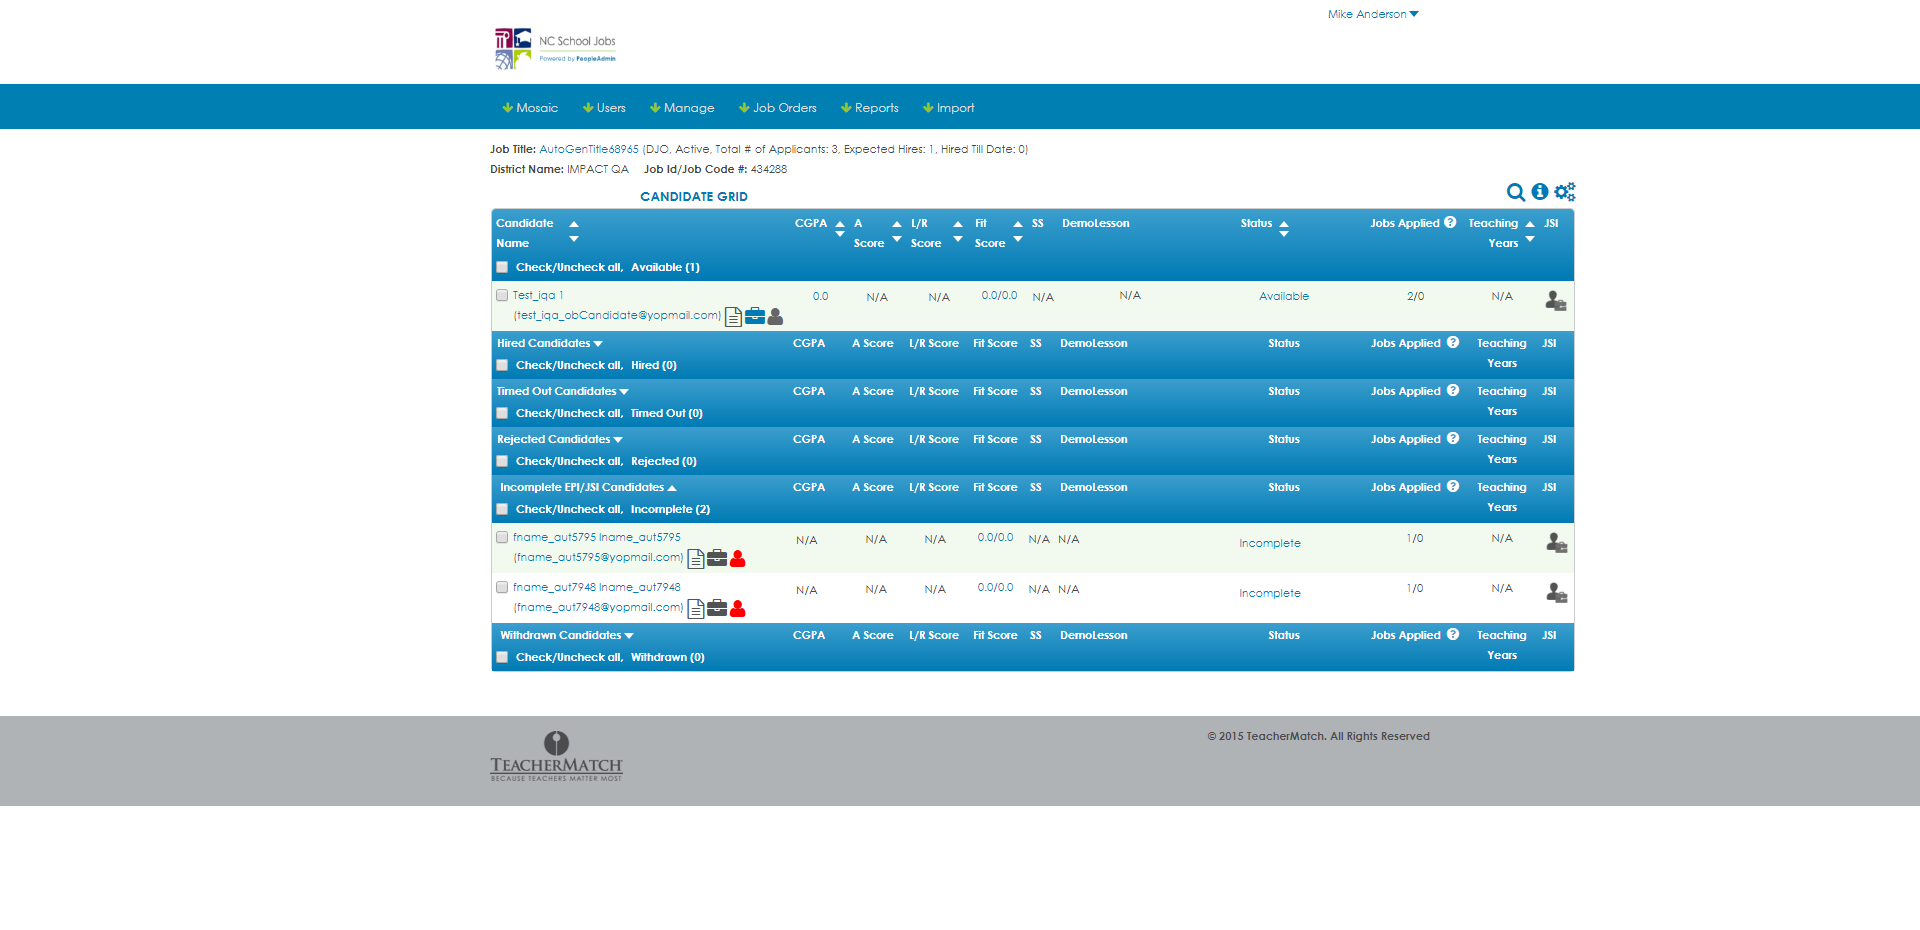 Mike Anderson
NC School Jobs
Powered by PeopleAdmin
Mosaic Users Manage Job Orders Reports Import
Job Title: AutoGenTitle68965 (DJO, Active, Total # of Applicants: 3, Expected Hires: 1, Hired Till Date: 0)
District Name: IMPACT QA Job Id/Job Code #: 434288
CANDIDATE GRID
Candidate Name CGPA A Score L/R Score Fit Score SS DemoLesson Status Jobs Applied ? Teaching Years JSI
Check/Uncheck all, Available (1)
Test_iqa 1 0.0 N/A N/A 0.0/0.0 N/A N/A Available 2/0 N/A
(test_iqa_obCandidate@yopmail.com)
Hired Candidates CGPA A Score L/R Score Fit Score SS DemoLesson Status Jobs Applied ? Teaching Years JSI
Check/Uncheck all, Hired (0)
Timed Out Candidates CGPA A Score L/R Score Fit Score SS DemoLesson Status Jobs Applied ? Teaching Years JSI
Check/Uncheck all, Timed Out (0)
Rejected Candidates CGPA A Score L/R Score Fit Score SS DemoLesson Status Jobs Applied ? Teaching Years JSI
Check/Uncheck all, Rejected (0)
Incomplete EPI/JSI Candidates CGPA A Score L/R Score Fit Score SS DemoLesson Status Jobs Applied ? Teaching Years JSI
Check/Uncheck all, Incomplete (2)
fname_aut5795 lname_aut5795 N/A N/A N/A 0.0/0.0 N/A N/A Incomplete 1/0 N/A
(fname_aut5795@yopmail.com)
fname_aut7948 lname_aut7948 N/A N/A N/A 0.0/0.0 N/A N/A Incomplete 1/0 N/A
(fname_aut7948@yopmail.com)
Withdrawn Candidates CGPA A Score L/R Score Fit Score SS DemoLesson Status Jobs Applied ? Teaching Years JSI
Check/Uncheck all, Withdrawn (0)
© 2015 TeacherMatch. All Rights Reserved
TEACHERMATCH
BECAUSE TEACHERS MATTER MOST